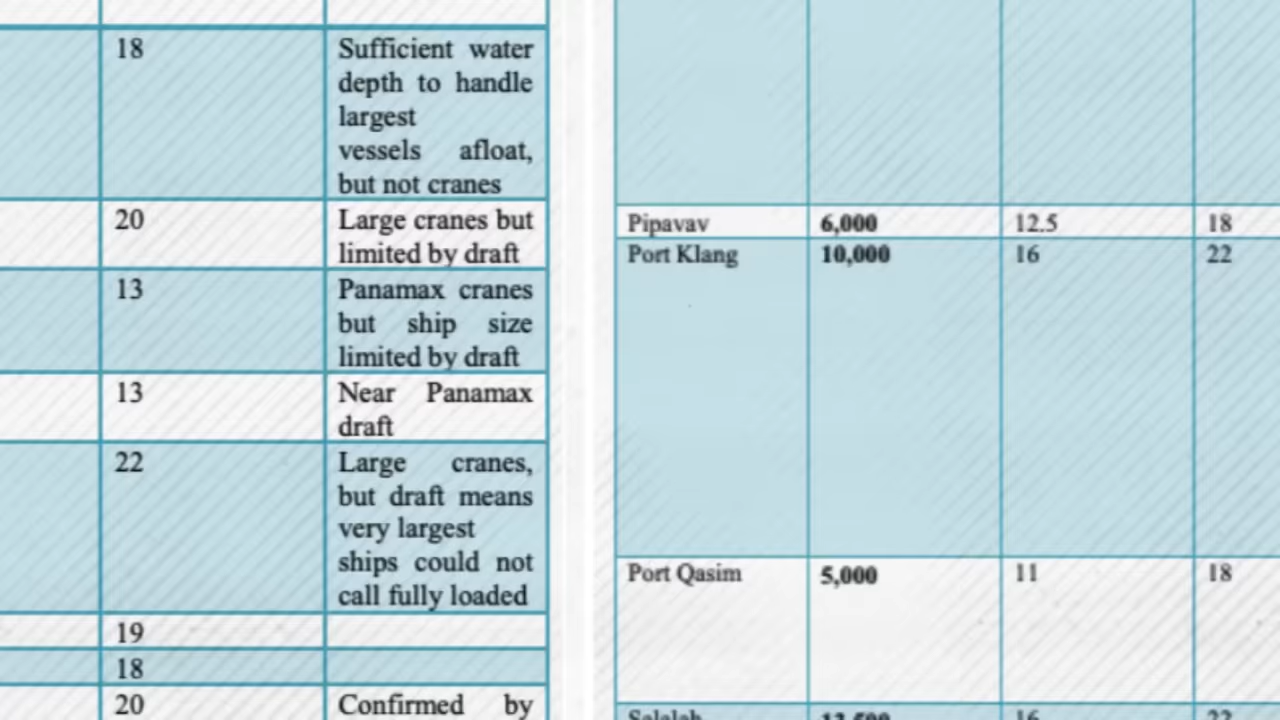 18
Sufficient water
depth to handle
largest
vessels afloat,
but not cranes
20
Large cranes but
limited by draft
13
Panamax cranes
but ship size
limited by draft
13
Near Panamax
draft
22
Large cranes,
but draft means
very largest
ships could not
call fully loaded
19
18
20
Confirmed by
Pipavav 6,000 12.5 18
Port Klang 10,000 16 22
Port Qasim 5,000 11 18
Salalah 16 22